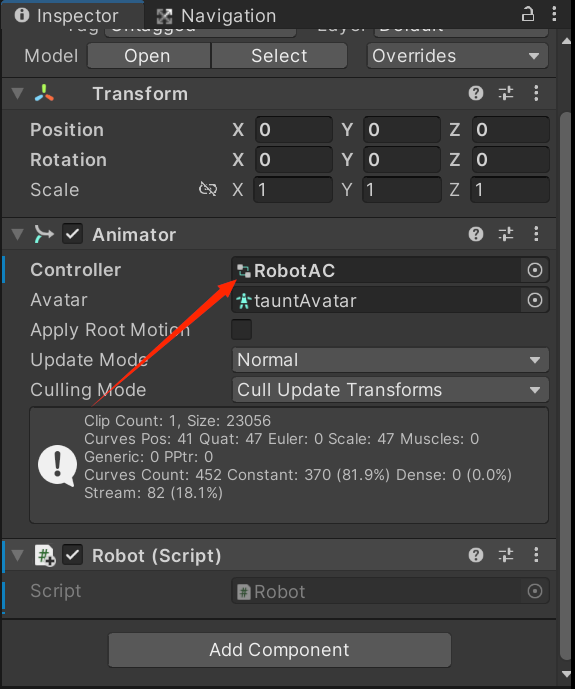 Inspector Navigation
Tag Untagged Layer Default
Model Open Select Overrides
Transform
Position X 0 Y 0 Z 0
Rotation X 0 Y 0 Z 0
Scale X 1 Y 1 Z 1
Animator
Controller RobotAC
Avatar tauntAvatar
Apply Root Motion
Update Mode Normal
Culling Mode Cull Update Transforms
Clip Count: 1, Size: 23056
Curves Pos: 41 Quat: 47 Euler: 0 Scale: 47 Muscles: 0
Generic: 0 PPtr: 0
Curves Count: 452 Constant: 370 (81.9%) Dense: 0 (0.0%)
Stream: 82 (18.1%)
Robot (Script)
Script Robot
Add Component